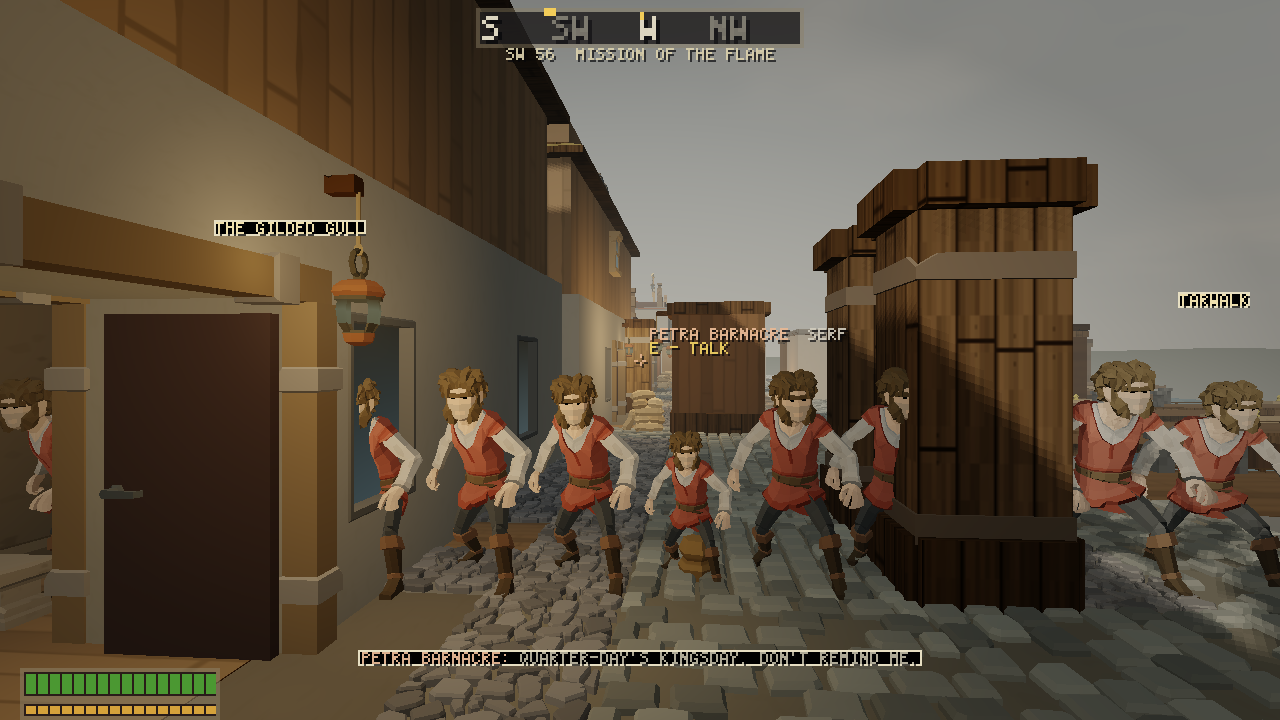 S SW W NW
SW 56 MISSION OF THE FLAME
THE GILDED GULL
TARWALK
PETRA BARNACRE SERF
E - TALK
PETRA BARNACRE: QUARTER-DAY'S KINGSDAY. DON'T REMIND ME.